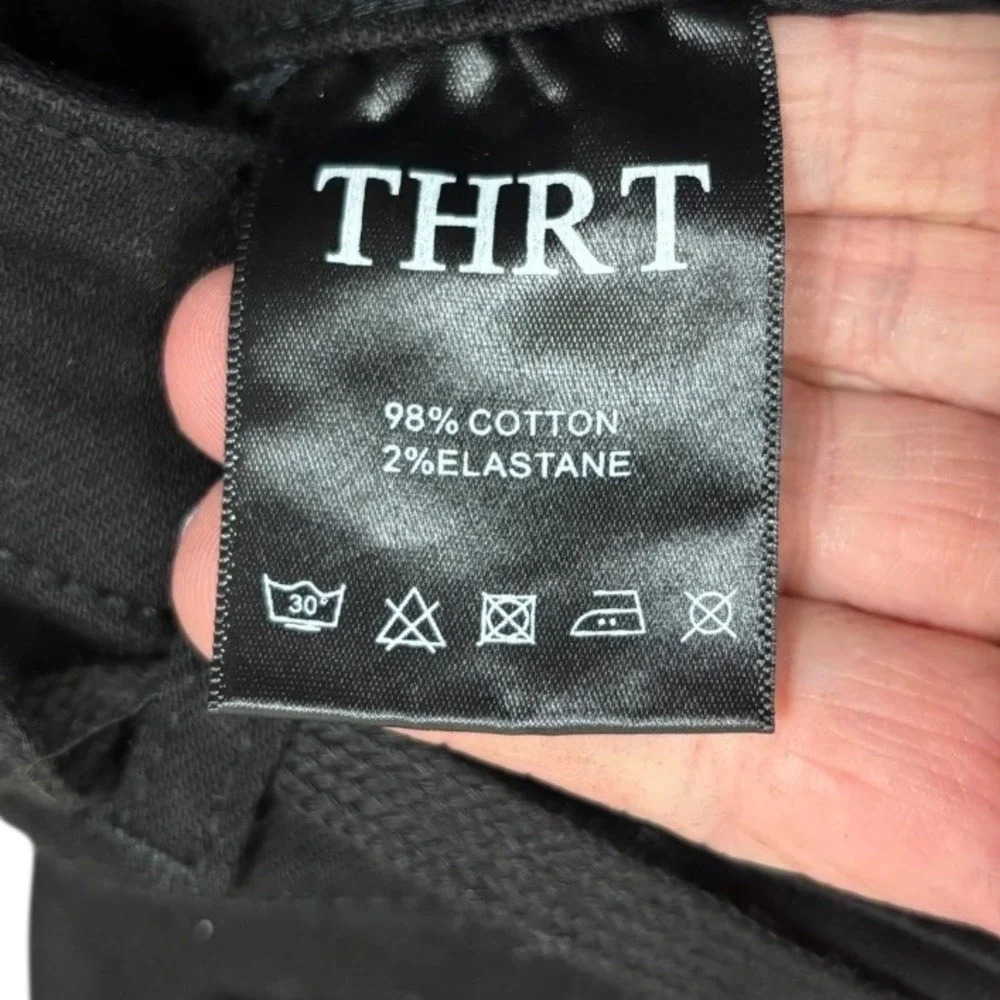 THRT
98% COTTON
2%ELASTANE
30°